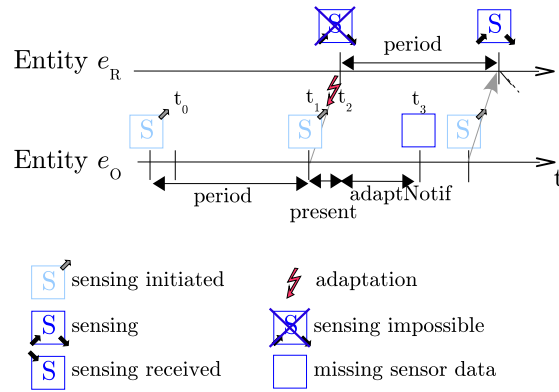 S S
period
Entity e_R
t_0 t_1 t_2 t_3
S S S
Entity e_O
t
period
adaptNotif
present
S sensing initiated
adaptation
S sensing
S sensing impossible
S sensing received
missing sensor data